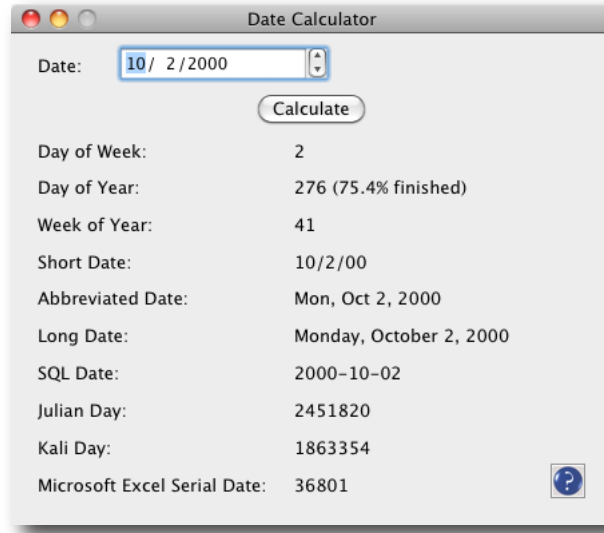 Date Calculator
Date: 10/ 2/2000
Calculate
Day of Week: 2
Day of Year: 276 (75.4% finished)
Week of Year: 41
Short Date: 10/2/00
Abbreviated Date: Mon, Oct 2, 2000
Long Date: Monday, October 2, 2000
SQL Date: 2000-10-02
Julian Day: 2451820
Kali Day: 1863354
Microsoft Excel Serial Date: 36801
?